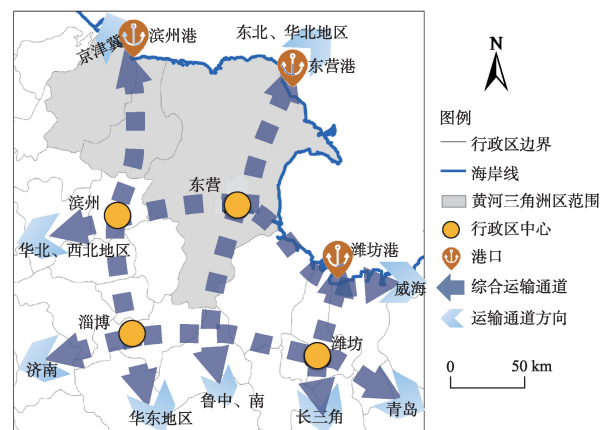 京津冀
滨州港
东北、华北地区
东营港
滨州
东营
华北、西北地区
潍坊港
威海
淄博
潍坊
济南
华东地区
鲁中、南
长三角
青岛
N
图例
行政区边界
海岸线
黄河三角洲区范围
行政区中心
港口
综合运输通道
运输通道方向
0 50 km